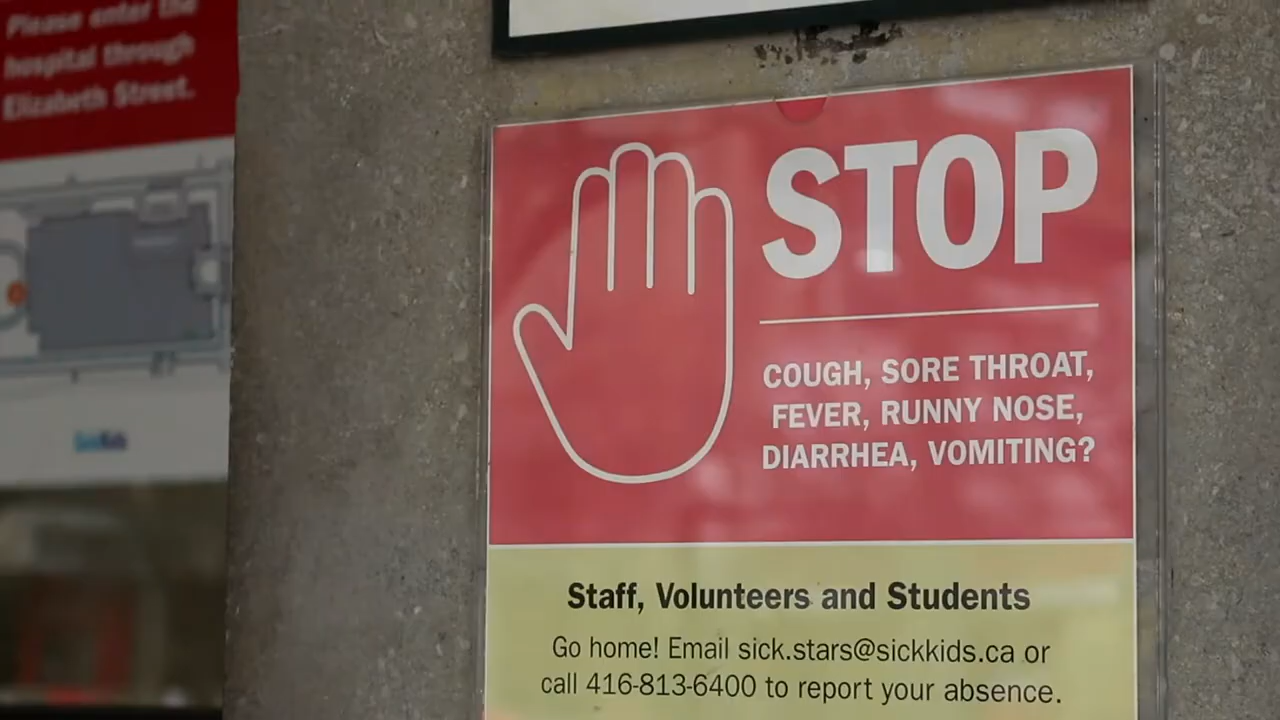 Please enter the
hospital through
Elizabeth Street.
STOP
COUGH, SORE THROAT,
FEVER, RUNNY NOSE,
DIARRHEA, VOMITING?
Staff, Volunteers and Students
Go home! Email sick.stars@sickkids.ca or
call 416-813-6400 to report your absence.